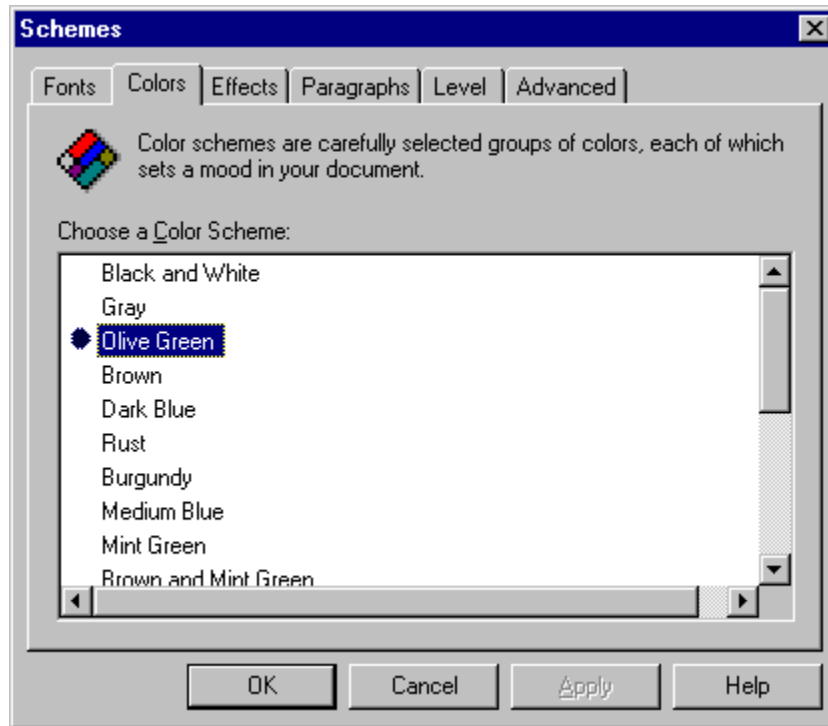 Schemes
Fonts Colors Effects Paragraphs Level Advanced
Color schemes are carefully selected groups of colors, each of which
sets a mood in your document.
Choose a Color Scheme:
Black and White
Gray
Olive Green
Brown
Dark Blue
Rust
Burgundy
Medium Blue
Mint Green
Brown and Mint Green
OK Cancel Apply Help